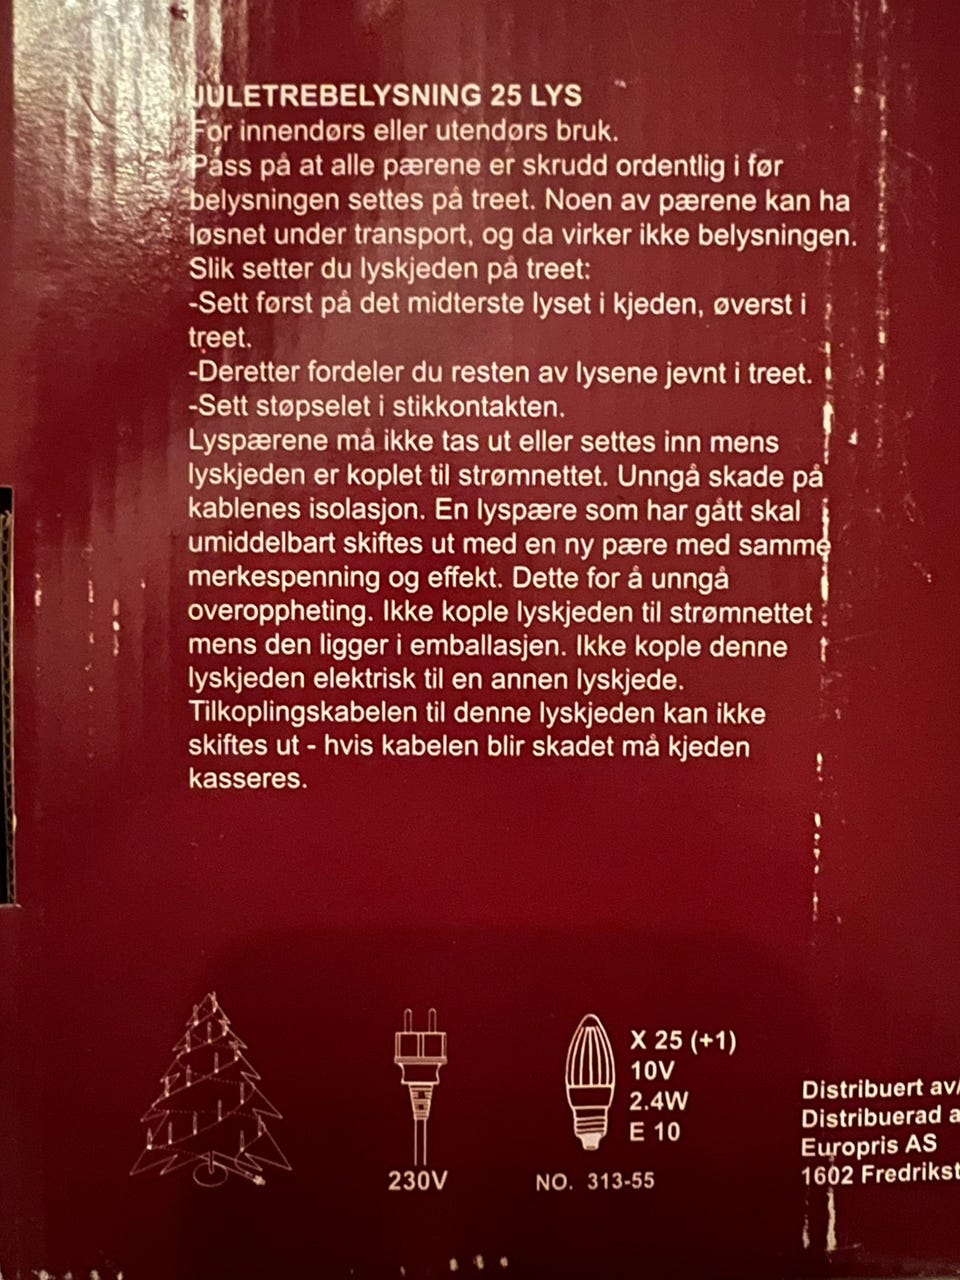 JULETREBELYSNING 25 LYS
For innendørs eller utendørs bruk.
Pass på at alle pærene er skrudd ordentlig i før
belysningen settes på treet. Noen av pærene kan ha
løsnet under transport, og da virker ikke belysningen.
Slik setter du lyskjeden på treet:
-Sett først på det midterste lyset i kjeden, øverst i
treet.
-Deretter fordeler du resten av lysene jevnt i treet.
-Sett støpselet i stikkontakten.
Lyspærene må ikke tas ut eller settes inn mens
lyskjeden er koplet til strømnettet. Unngå skade på
kablenes isolasjon. En lyspære som har gått skal
umiddelbart skiftes ut med en ny pære med samme
merkespenning og effekt. Dette for å unngå
overoppheting. Ikke kople lyskjeden til strømnettet
mens den ligger i emballasjen. Ikke kople denne
lyskjeden elektrisk til en annen lyskjede.
Tilkoplingskabelen til denne lyskjeden kan ikke
skiftes ut - hvis kabelen blir skadet må kjeden
kasseres.
230V
X 25 (+1)
10V
2.4W
E 10
NO. 313-55
Distribuert av/
Distribuerad a
Europris AS
1602 Fredrikst